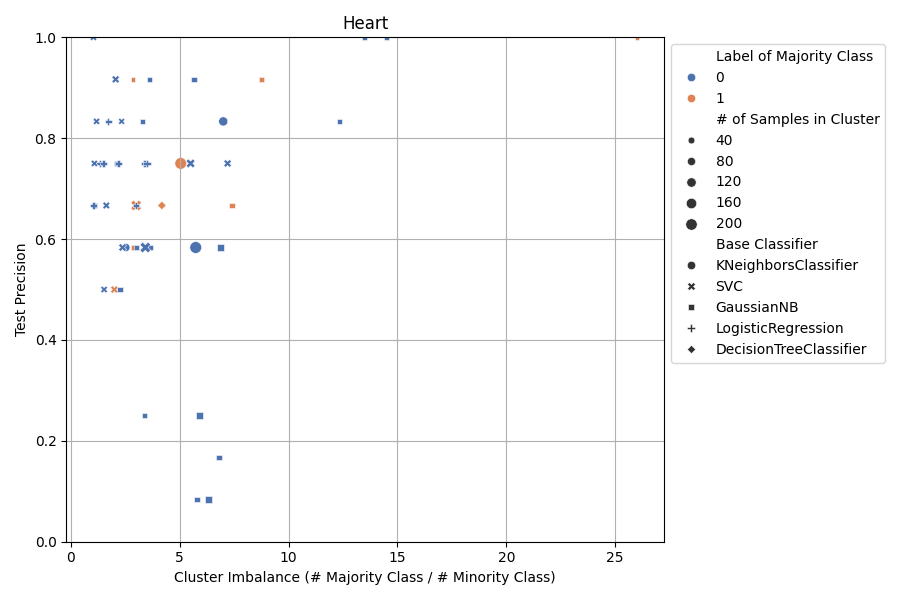 Heart
1.0
0.8
0.6
0.4
0.2
0.0
Test Precision
0
5
10
15
20
25
Cluster Imbalance (# Majority Class / # Minority Class)
Label of Majority Class
0
1
# of Samples in Cluster
40
80
120
160
200
Base Classifier
KNeighborsClassifier
SVC
GaussianNB
LogisticRegression
DecisionTreeClassifier